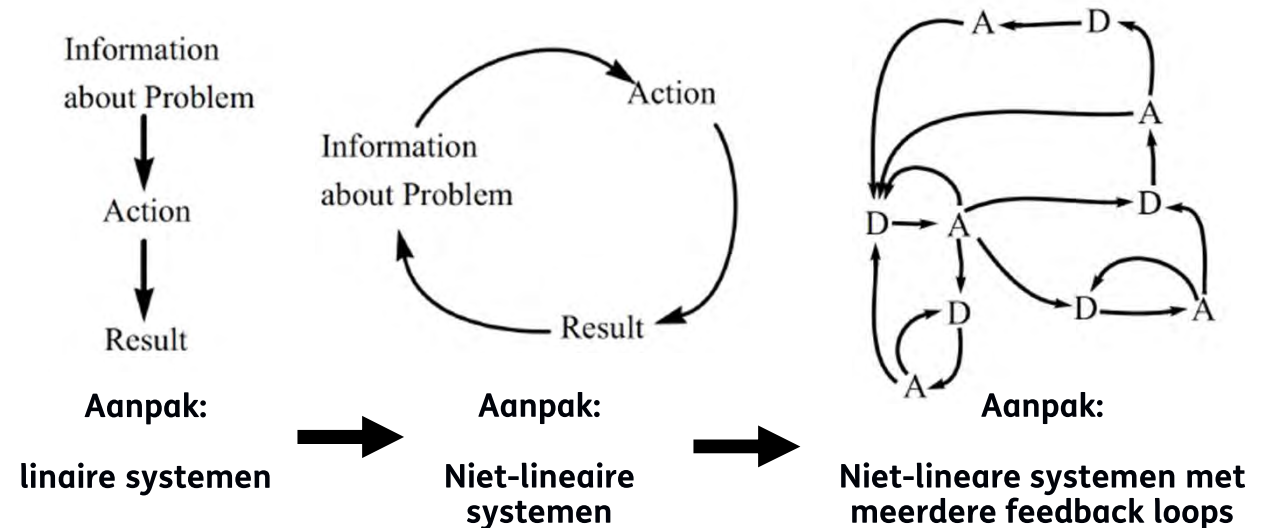 Information
about Problem
Action
Result
Aanpak:
linaire systemen
Information
about Problem
Action
Result
Aanpak:
Niet-lineaire
systemen
A D
A
D A D
D D A
A
Aanpak:
Niet-lineare systemen met
meerdere feedback loops